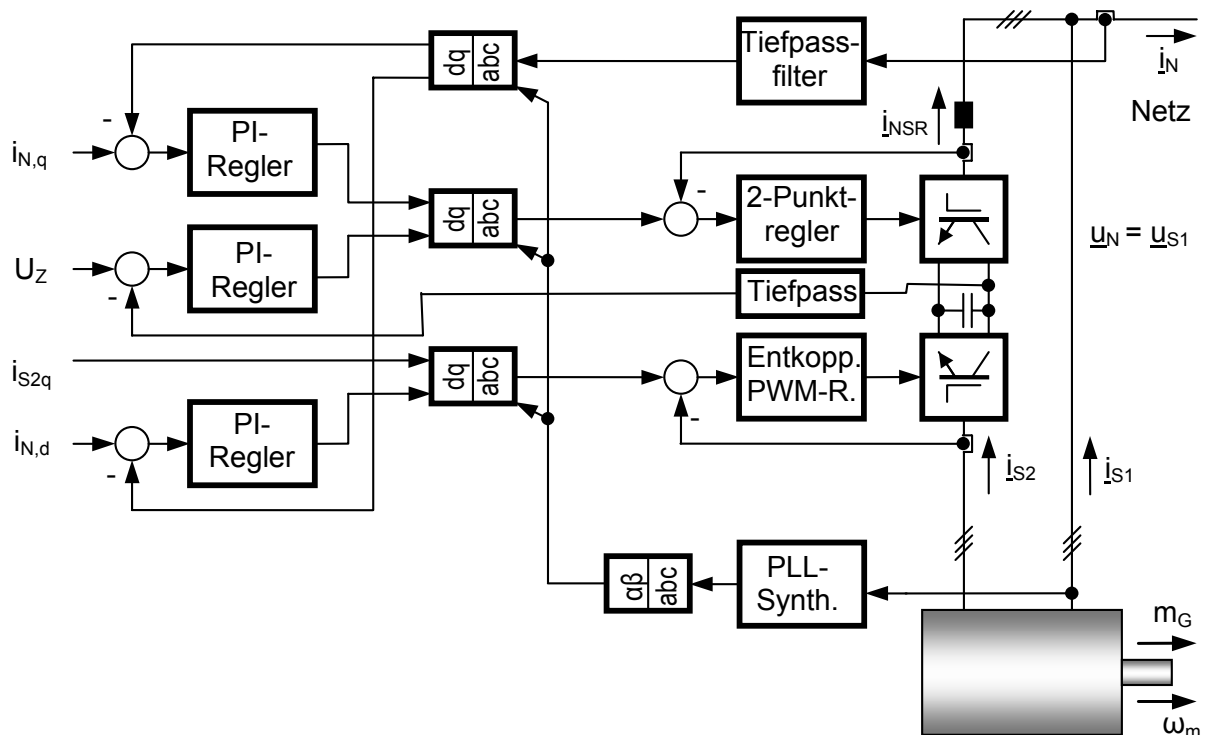 dq
abc
Tiefpass-
filter
i_N
Netz
i_NSR
-
PI-
Regler
i_N,q
dq
abc
-
2-Punkt-
regler
u_N = u_S1
PI-
Regler
U_Z
-
Tiefpass
i_S2q
dq
abc
Entkopp.
PWM-R.
-
PI-
Regler
i_N,d
-
i_S2
i_S1
αβ
abc
PLL-
Synth.
m_G
ω_m